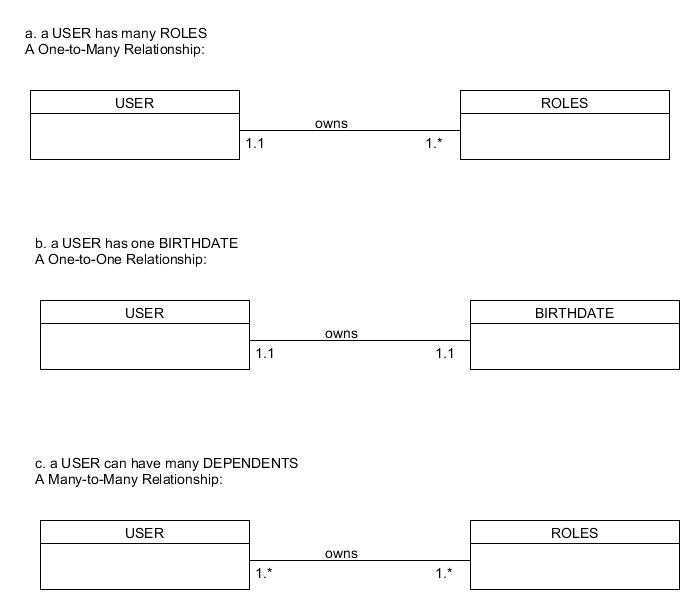 a. a USER has many ROLES
A One-to-Many Relationship:
USER
ROLES
owns
1.1
1.*
b. a USER has one BIRTHDATE
A One-to-One Relationship:
USER
BIRTHDATE
owns
1.1
1.1
c. a USER can have many DEPENDENTS
A Many-to-Many Relationship:
USER
ROLES
owns
1.*
1.*